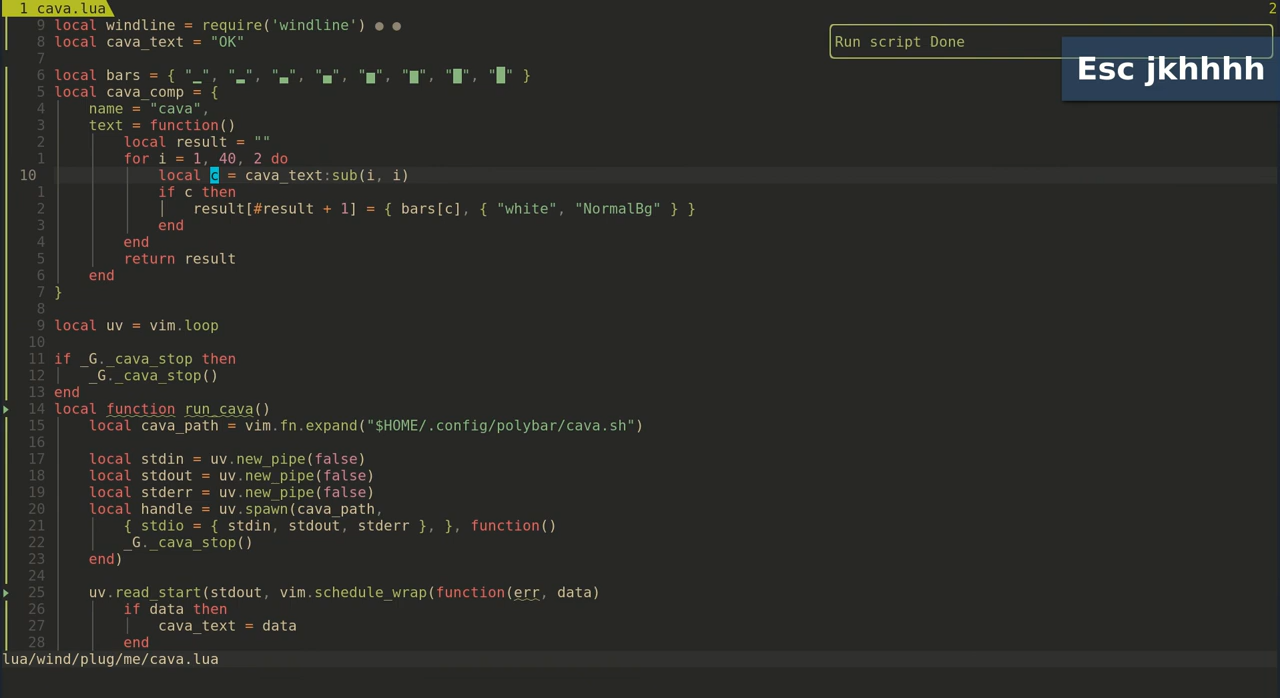 1 cava.lua 2
9 local windline = require('windline') ● ●
8 local cava_text = "OK"
7
6 local bars = { "▁", "▂", "▃", "▄", "▅", "▆", "▇", "█" }
5 local cava_comp = {
4     name = "cava",
3     text = function()
2         local result = ""
1         for i = 1, 40, 2 do
10             local c = cava_text:sub(i, i)
1             if c then
2                 result[#result + 1] = { bars[c], { "white", "NormalBg" } }
3             end
4         end
5         return result
6     end
7 }
8
9 local uv = vim.loop
10
11 if _G._cava_stop then
12     _G._cava_stop()
13 end
14 local function run_cava()
15     local cava_path = vim.fn.expand("$HOME/.config/polybar/cava.sh")
16
17     local stdin = uv.new_pipe(false)
18     local stdout = uv.new_pipe(false)
19     local stderr = uv.new_pipe(false)
20     local handle = uv.spawn(cava_path,
21         { stdio = { stdin, stdout, stderr }, }, function()
22         _G._cava_stop()
23     end)
24
25     uv.read_start(stdout, vim.schedule_wrap(function(err, data)
26         if data then
27             cava_text = data
28         end
lua/wind/plug/me/cava.lua
Run script Done
Esc jkhhhh